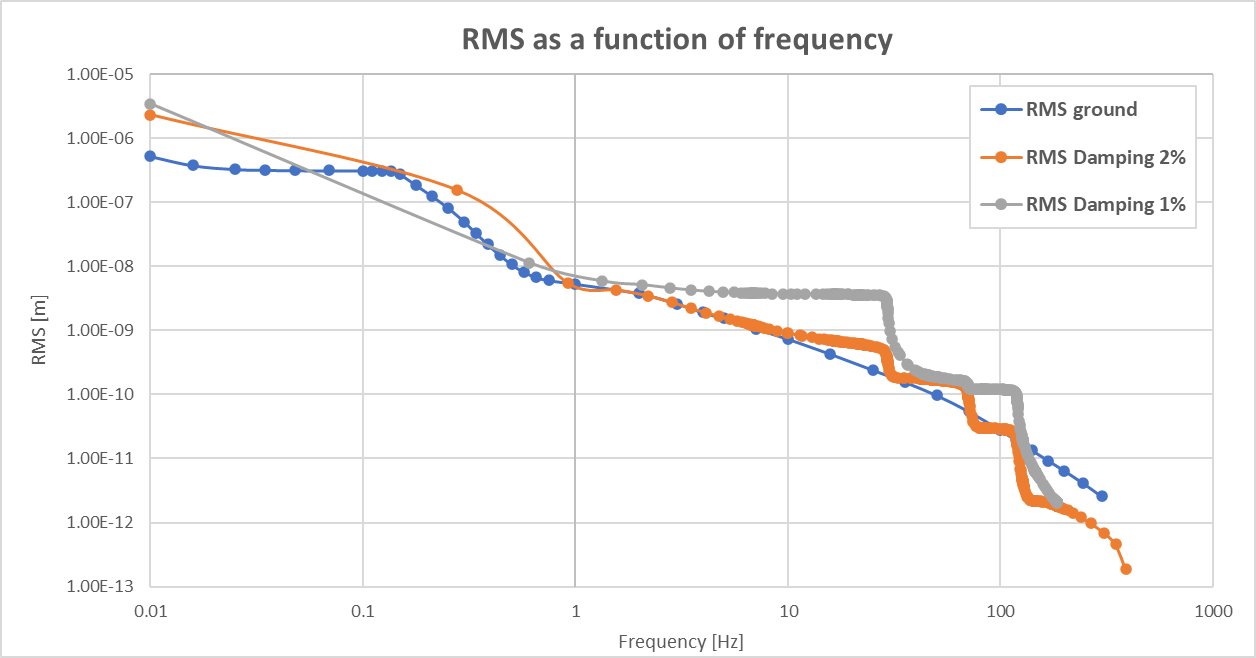 RMS as a function of frequency
1.00E-05
1.00E-06
1.00E-07
1.00E-08
1.00E-09
1.00E-10
1.00E-11
1.00E-12
1.00E-13
RMS [m]
RMS ground
RMS Damping 2%
RMS Damping 1%
0.01 0.1 1 10 100 1000
Frequency [Hz]